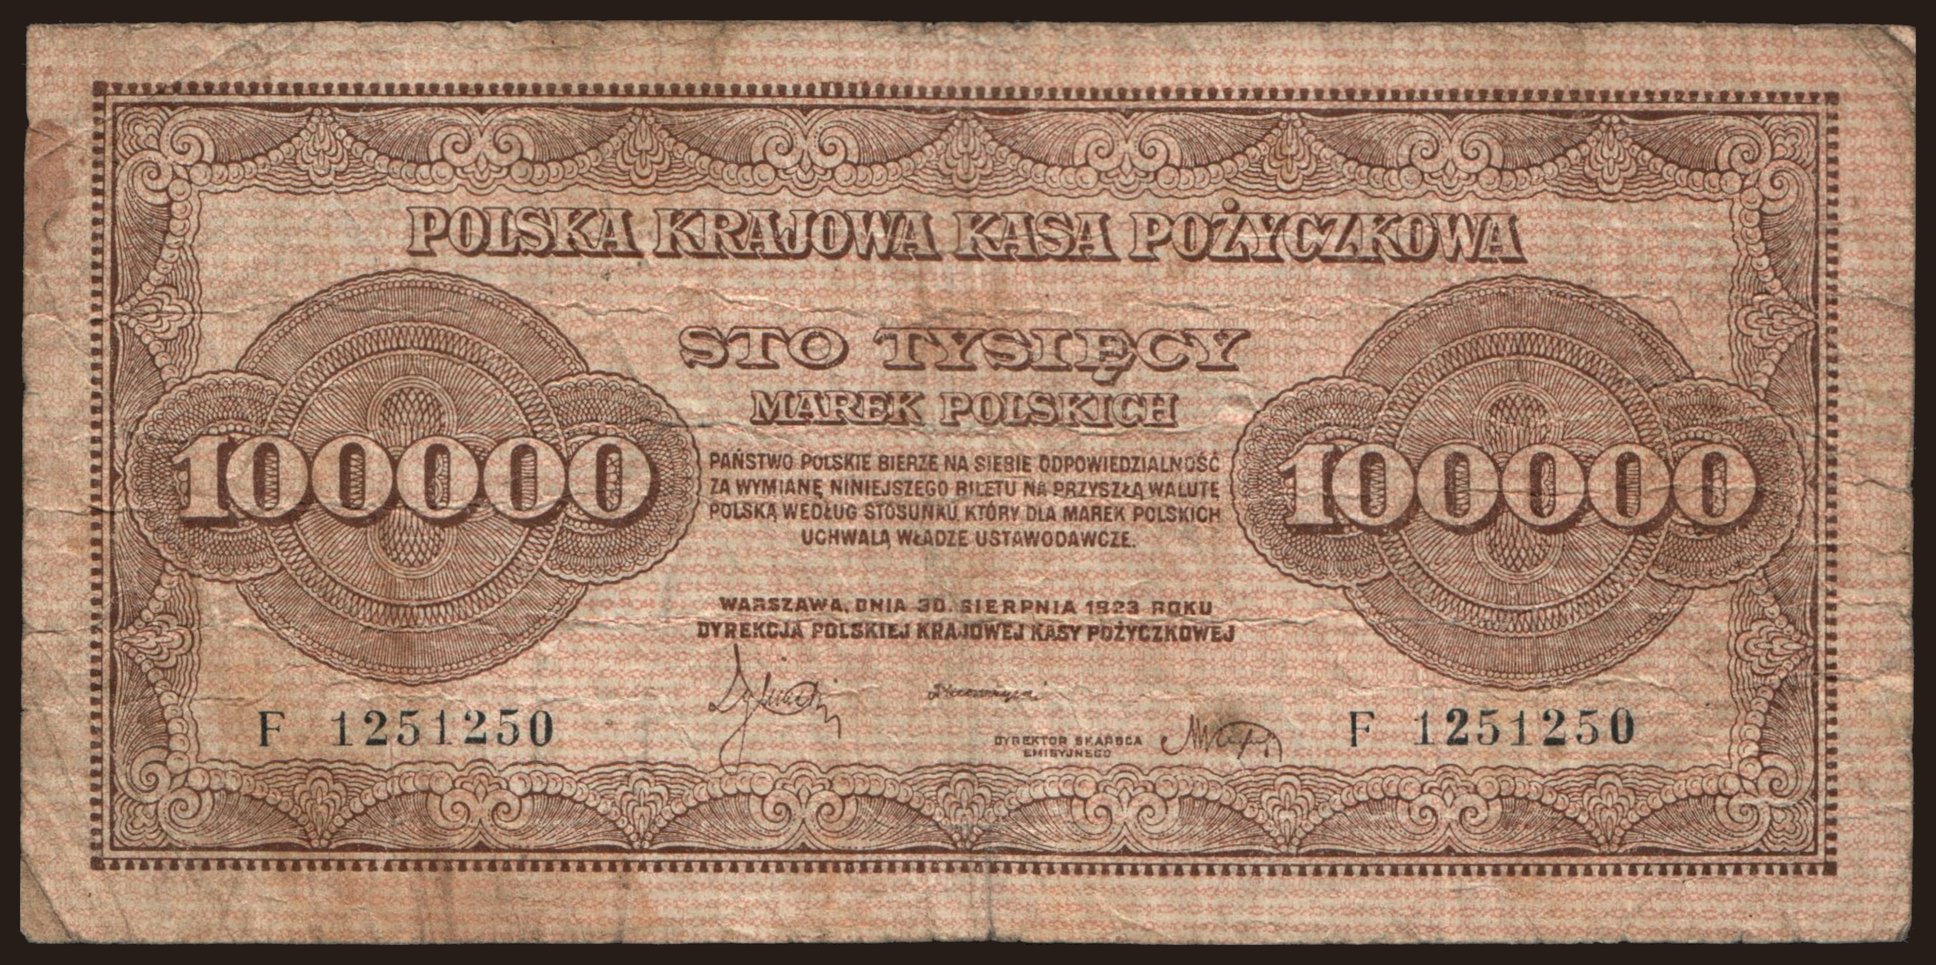 POLSKA KRAJOWA KASA POŻYCZKOWA
STO TYSIĘCY
MAREK POLSKICH
100000
100000
PAŃSTWO POLSKIE BIERZE NA SIEBIE ODPOWIEDZIALNOŚĆ
ZA WYMIANĘ NINIEJSZEGO BILETU NA PRZYSZŁĄ WALUTĘ
POLSKĄ WEDŁUG STOSUNKU, KTÓRY DLA MAREK POLSKICH
UCHWALĄ WŁADZE USTAWODAWCZE.
WARSZAWA, DNIA 30. SIERPNIA 1923 ROKU
DYREKCJA POLSKIEJ KRAJOWEJ KASY POŻYCZKOWEJ
F 1251250
DYREKTOR SKARBCA
EMISYJNEGO
F 1251250